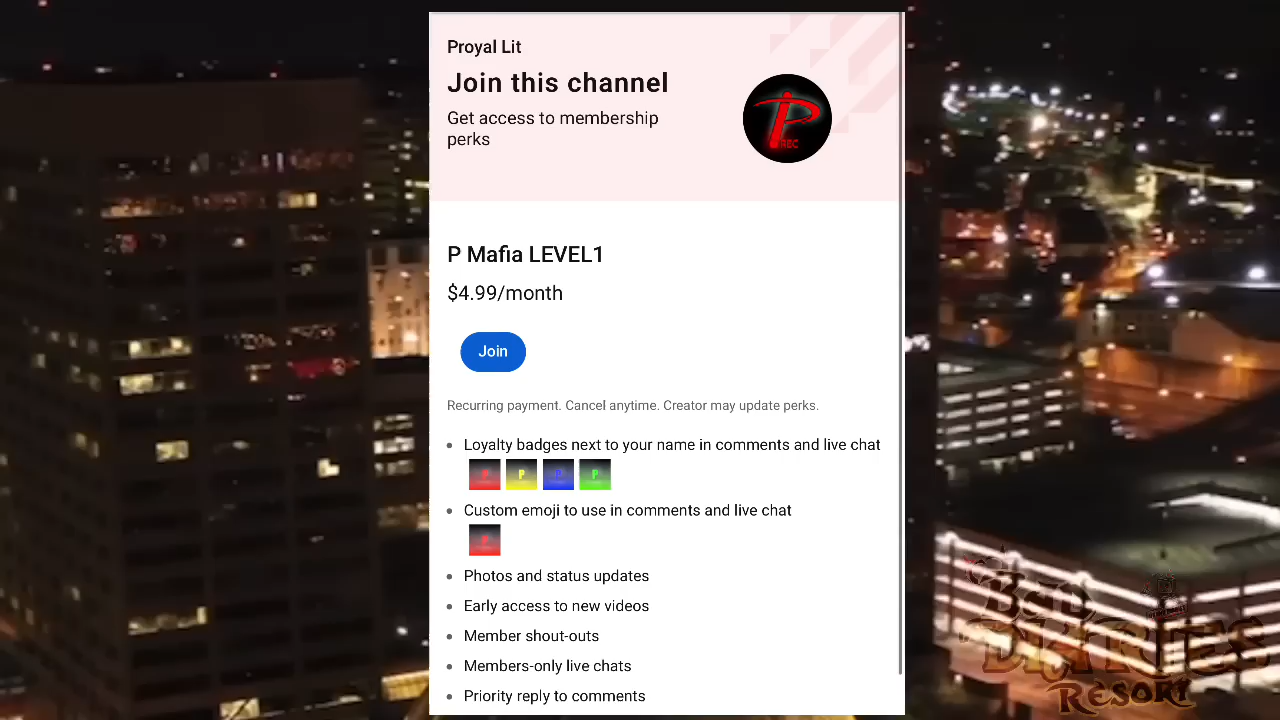 Proyal Lit
Join this channel
Get access to membership
perks
P
ABC
P Mafia LEVEL1
$4.99/month
Join
Recurring payment. Cancel anytime. Creator may update perks.
Loyalty badges next to your name in comments and live chat
P P P P
Custom emoji to use in comments and live chat
P
Photos and status updates
Early access to new videos
Member shout-outs
Members-only live chats
Priority reply to comments
Ban
DIARIES
RESORT